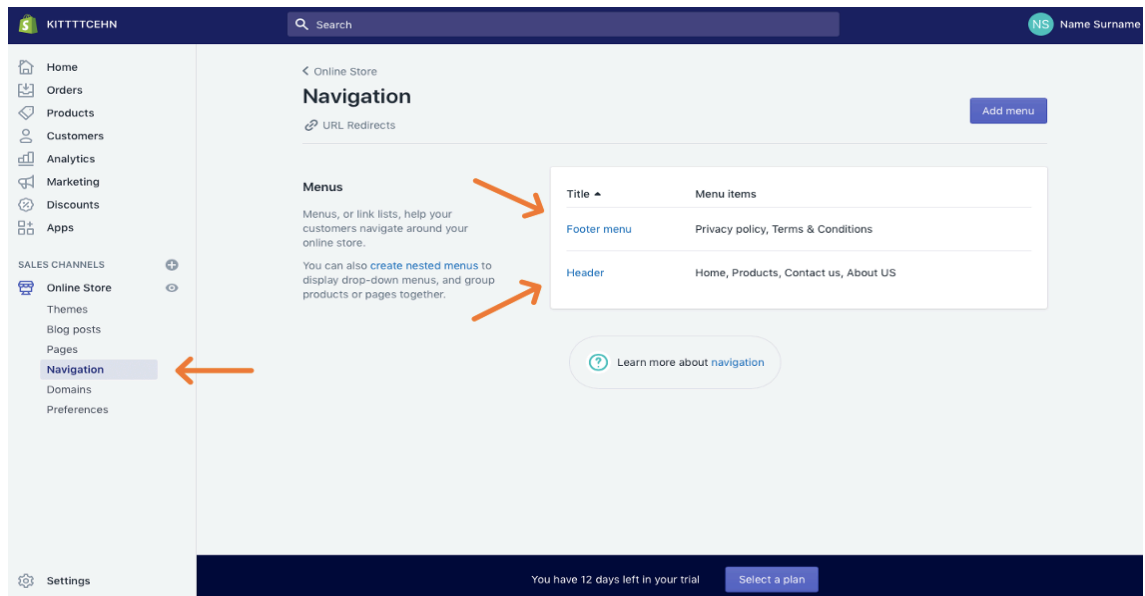 KITTTTCEHN
Search
NS Name Surname
Home
Orders
Products
Customers
Analytics
Marketing
Discounts
Apps
SALES CHANNELS
Online Store
Themes
Blog posts
Pages
Navigation
Domains
Preferences
Settings
Online Store
Navigation
URL Redirects
Add menu
Menus
Menus, or link lists, help your
customers navigate around your
online store.
You can also create nested menus to
display drop-down menus, and group
products or pages together.
Title Menu items
Footer menu Privacy policy, Terms & Conditions
Header Home, Products, Contact us, About US
Learn more about navigation
You have 12 days left in your trial Select a plan